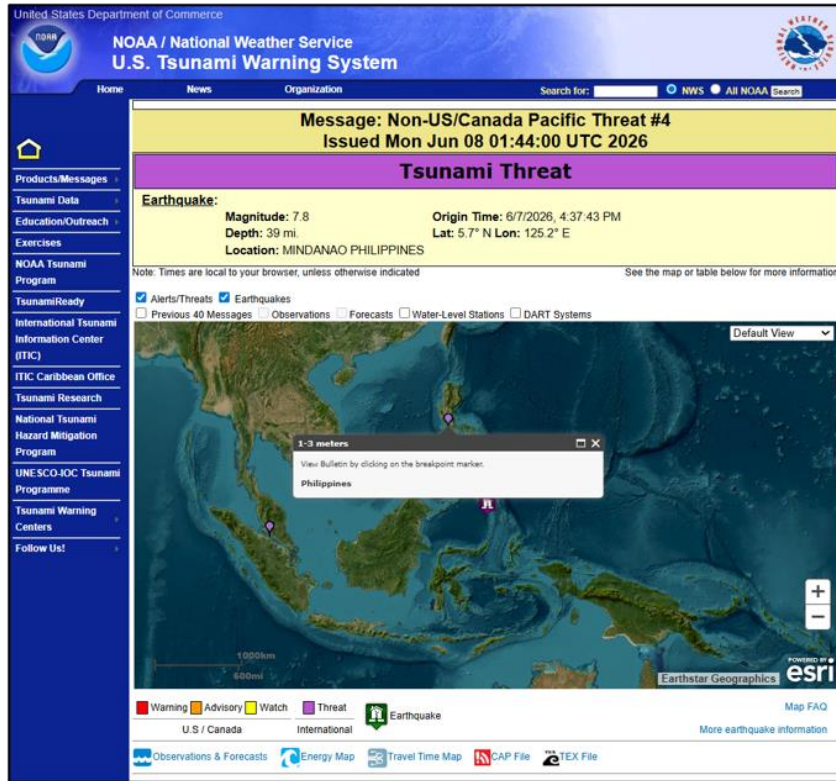 United States Department of Commerce
NOAA / National Weather Service
U.S. Tsunami Warning System
Home News Organization Search for: NWS All NOAA Search
Message: Non-US/Canada Pacific Threat #4
Issued Mon Jun 08 01:44:00 UTC 2026
Tsunami Threat
Earthquake:
Magnitude: 7.8 Origin Time: 6/7/2026, 4:37:43 PM
Depth: 39 mi. Lat: 5.7° N Lon: 125.2° E
Location: MINDANAO PHILIPPINES
Note: Times are local to your browser, unless otherwise indicated See the map or table below for more information
Products/Messages
Tsunami Data
Education/Outreach
Exercises
NOAA Tsunami
Program
TsunamiReady
International Tsunami
Information Center
(ITIC)
ITIC Caribbean Office
Tsunami Research
National Tsunami
Hazard Mitigation
Program
UNESCO-IOC Tsunami
Programme
Tsunami Warning
Centers
Follow Us!
Alerts/Threats Earthquakes
Previous 40 Messages Observations Forecasts Water-Level Stations DART Systems
Default View
1-3 meters
View Bulletin by clicking on the breakpoint marker.
Philippines
+
−
1000km
600mi
Earthstar Geographics
POWERED BY
esri
Warning Advisory Watch Threat Earthquake
U.S / Canada International
Map FAQ
More earthquake information
Observations & Forecasts Energy Map Travel Time Map CAP File TEX File